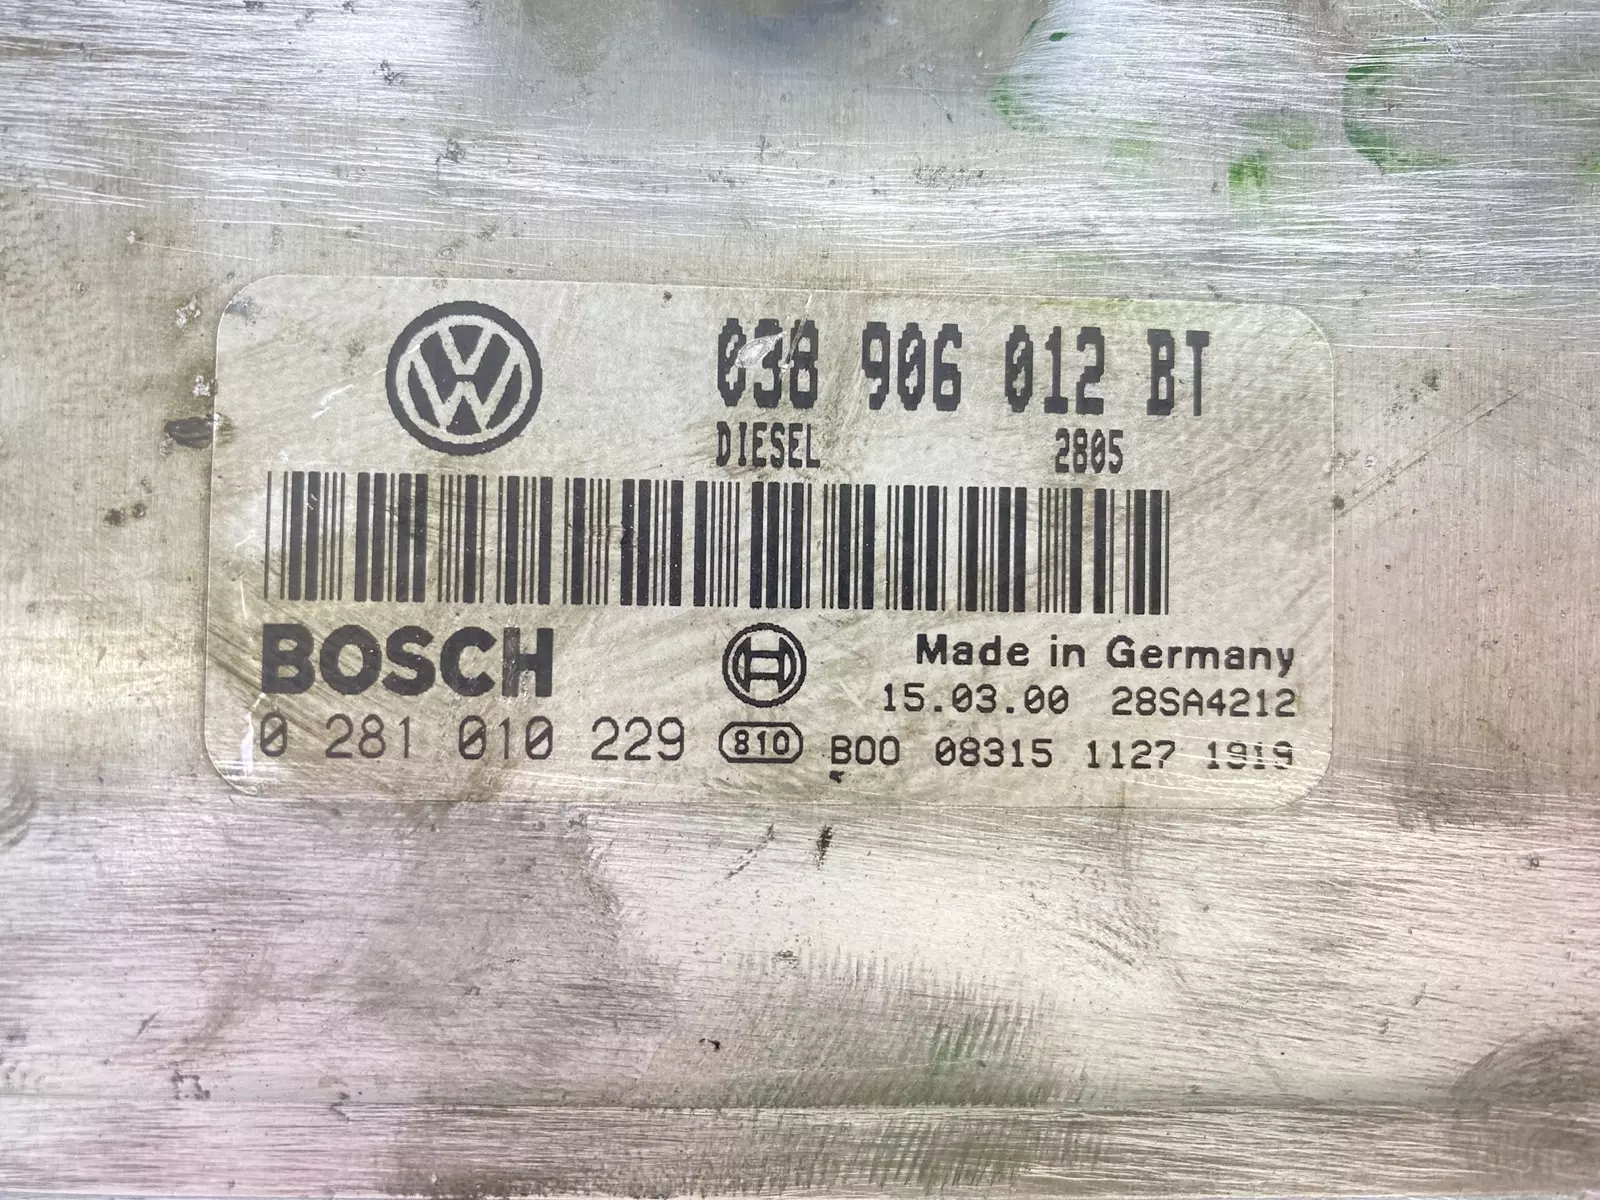 038 906 012 BT
DIESEL 2805
BOSCH
Made in Germany
15.03.00 28SA4212
0 281 010 229 810 B00 08315 1127 1919